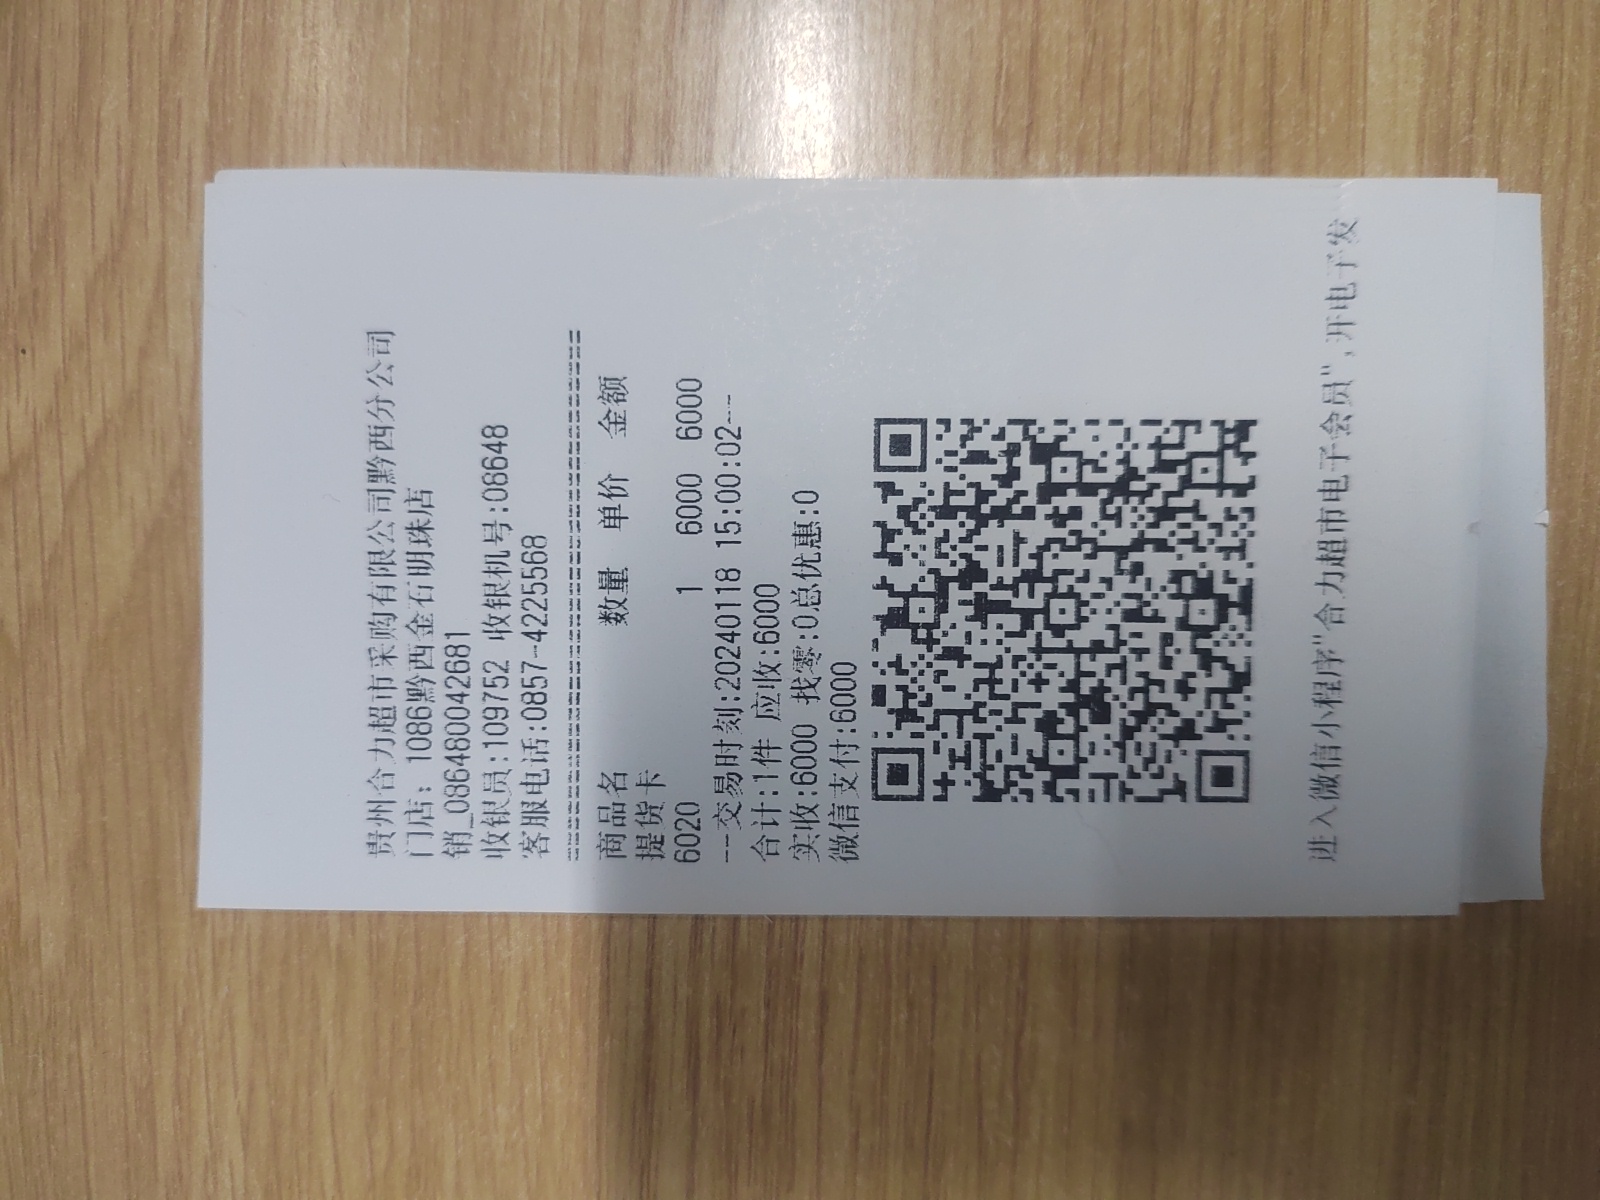 贵州合力超市采购有限公司黔西分公司
门店: 1086黔西金石明珠店
销_086480042681
收银员:109752 收银机号:08648
客服电话:0857-4225568
商品名 数量 单价 金额
提货卡
6020 1 6000 6000
---交易时刻:20240118 15:00:02---
合计:1件 应收:6000
实收:6000 找零:0总优惠:0
微信支付:6000
进入微信小程序"合力超市电子会员",开电子发